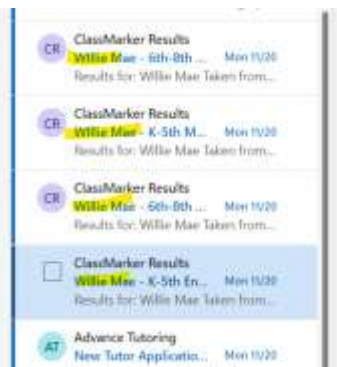 CR
ClassMarker Results
Willie Mae - 6th-8th ... Mon 11/20
Results for: Willie Mae Taken from...
CR
ClassMarker Results
Willie Mae - K-5th M... Mon 11/20
Results for: Willie Mae Taken from...
CR
ClassMarker Results
Willie Mae - 6th-8th ... Mon 11/20
Results for: Willie Mae Taken from...
ClassMarker Results
Willie Mae - K-5th En... Mon 11/20
Results for: Willie Mae Taken from...
AT
Advance Tutoring
New Tutor Applicatio... Mon 11/20